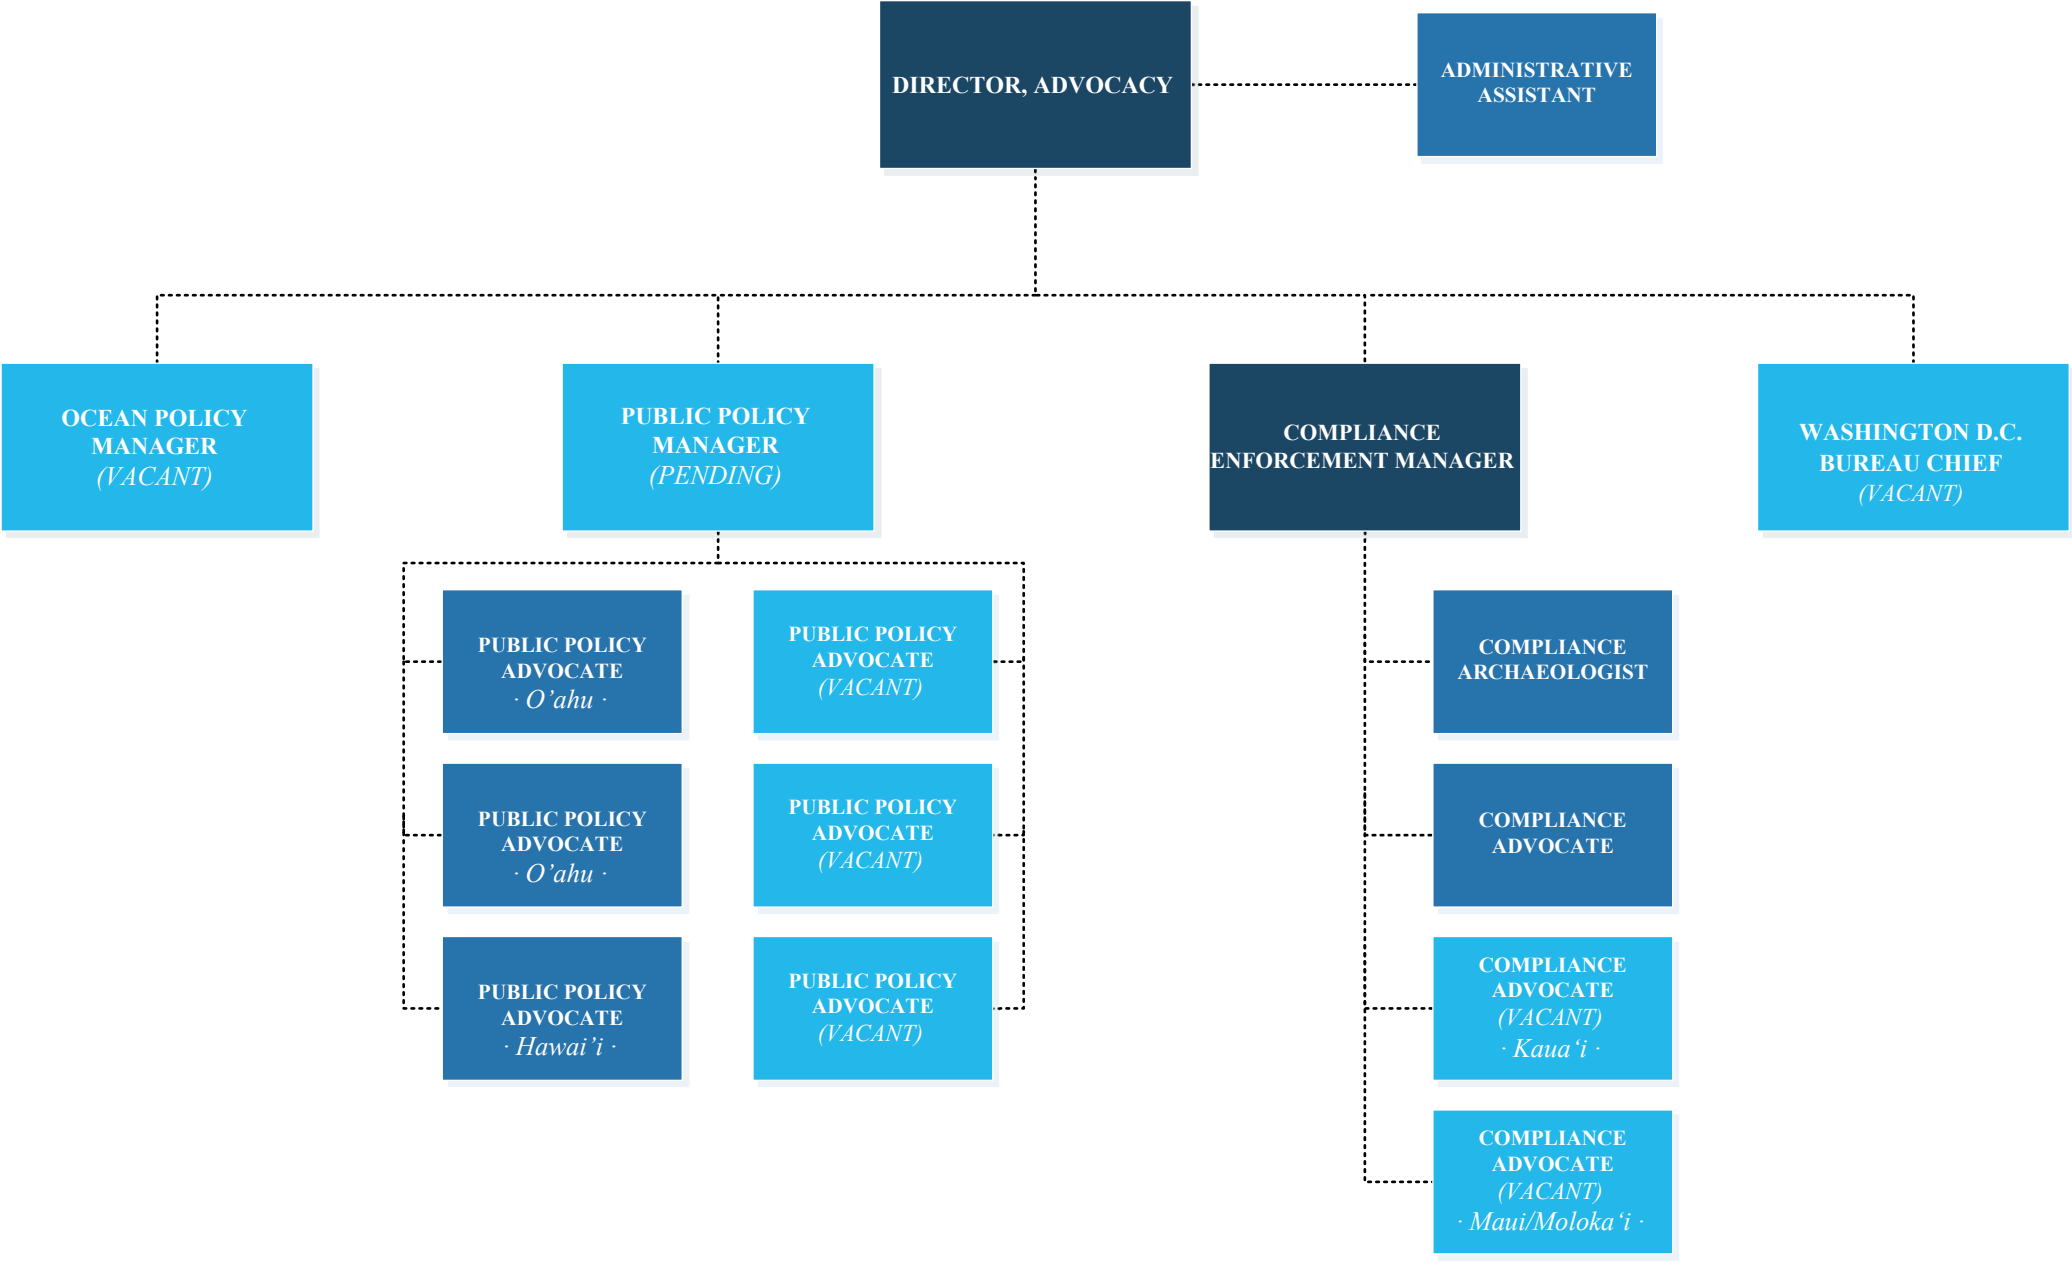 DIRECTOR, ADVOCACY
ADMINISTRATIVE
ASSISTANT
OCEAN POLICY
MANAGER
(VACANT)
PUBLIC POLICY
MANAGER
(PENDING)
COMPLIANCE
ENFORCEMENT MANAGER
WASHINGTON D.C.
BUREAU CHIEF
(VACANT)
PUBLIC POLICY
ADVOCATE
· O’ahu ·
PUBLIC POLICY
ADVOCATE
(VACANT)
COMPLIANCE
ARCHAEOLOGIST
PUBLIC POLICY
ADVOCATE
· O’ahu ·
PUBLIC POLICY
ADVOCATE
(VACANT)
COMPLIANCE
ADVOCATE
PUBLIC POLICY
ADVOCATE
· Hawai’i ·
PUBLIC POLICY
ADVOCATE
(VACANT)
COMPLIANCE
ADVOCATE
(VACANT)
· Kaua‘i ·
COMPLIANCE
ADVOCATE
(VACANT)
· Maui/Moloka‘i ·